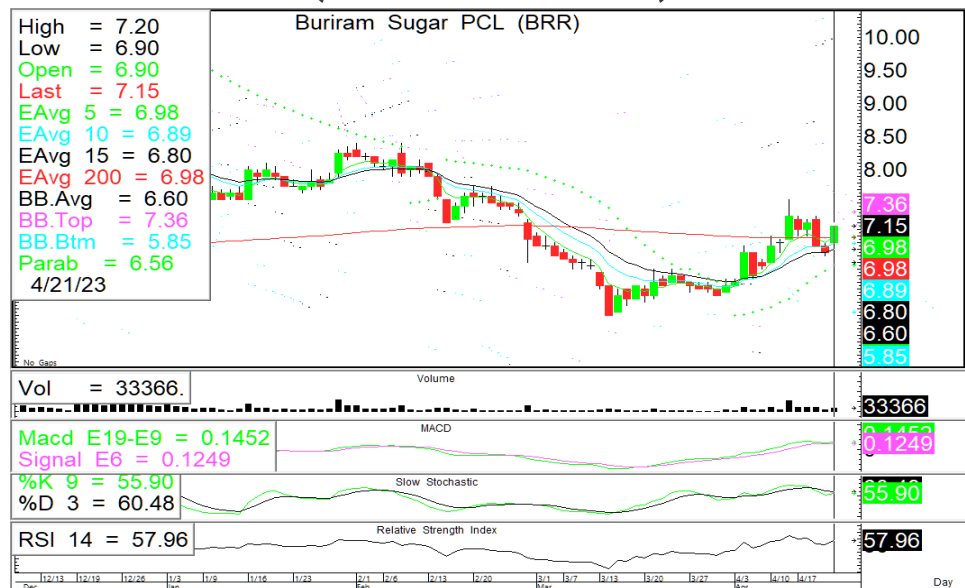 Buriram Sugar PCL (BRR)
High = 7.20
Low = 6.90
Open = 6.90
Last = 7.15
EAvg 5 = 6.98
EAvg 10 = 6.89
EAvg 15 = 6.80
EAvg 200 = 6.98
BB.Avg = 6.60
BB.Top = 7.36
BB.Btm = 5.85
Parab = 6.56
4/21/23
No Gaps
10.00
9.50
9.00
8.50
8.00
7.36
7.15
6.98
6.98
6.89
6.80
6.60
5.85
Volume
Vol = 33366.
33366
MACD
Macd E19-E9 = 0.1452
Signal E6 = 0.1249
0.1452
0.1249
Slow Stochastic
%K 9 = 55.90
%D 3 = 60.48
55.90
Relative Strength Index
RSI 14 = 57.96
57.96
12/13 12/19 12/26 1/3 1/9 1/16 1/23 2/1 2/6 2/13 2/20 3/1 3/7 3/13 3/20 3/27 4/3 4/10 4/17
Dec Jan Feb Mar Apr
Day